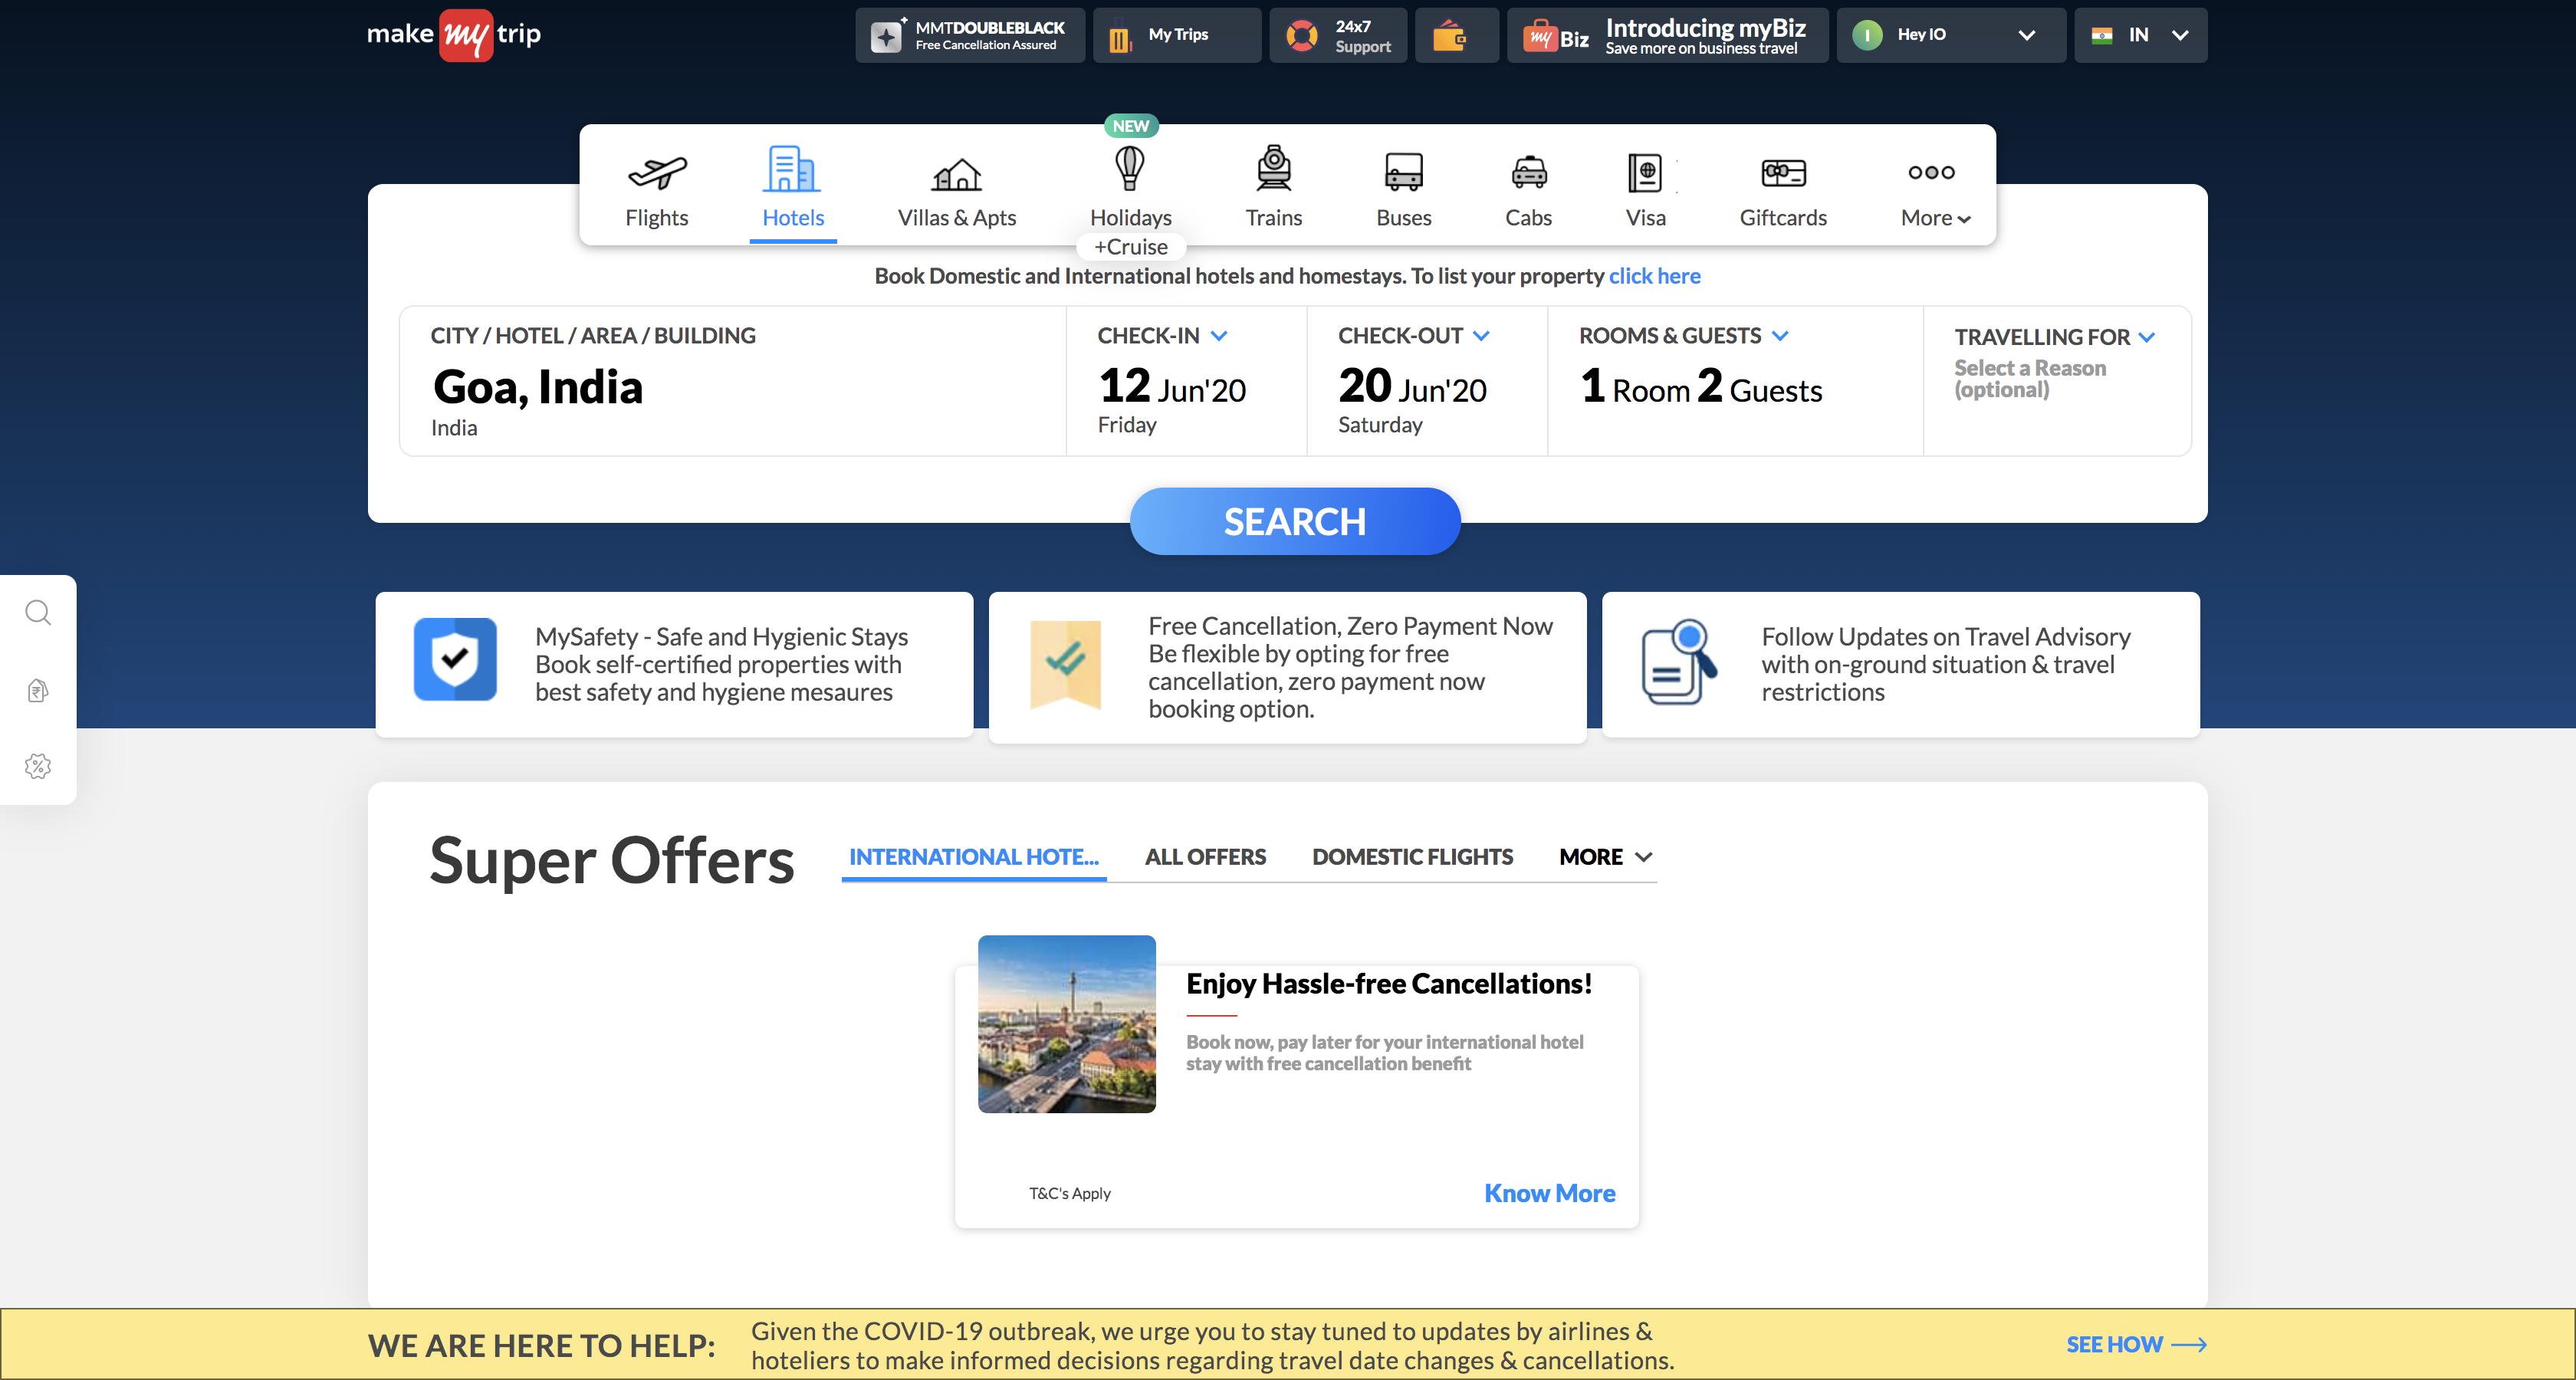 make my trip
MMTDOUBLEBLACK
Free Cancellation Assured
My Trips
24x7
Support
my Biz
Introducing myBiz
Save more on business travel
I
Hey IO
IN
NEW
Flights
Hotels
Villas & Apts
Holidays
+Cruise
Trains
Buses
Cabs
Visa
Giftcards
More
Book Domestic and International hotels and homestays. To list your property click here
CITY / HOTEL / AREA / BUILDING
Goa, India
India
CHECK-IN
12 Jun'20
Friday
CHECK-OUT
20 Jun'20
Saturday
ROOMS & GUESTS
1 Room 2 Guests
TRAVELLING FOR
Select a Reason
(optional)
SEARCH
MySafety - Safe and Hygienic Stays
Book self-certified properties with
best safety and hygiene mesaures
Free Cancellation, Zero Payment Now
Be flexible by opting for free
cancellation, zero payment now
booking option.
Follow Updates on Travel Advisory
with on-ground situation & travel
restrictions
Super Offers
INTERNATIONAL HOTE...
ALL OFFERS
DOMESTIC FLIGHTS
MORE
Enjoy Hassle-free Cancellations!
Book now, pay later for your international hotel
stay with free cancellation benefit
T&C's Apply
Know More
WE ARE HERE TO HELP:
Given the COVID-19 outbreak, we urge you to stay tuned to updates by airlines &
hoteliers to make informed decisions regarding travel date changes & cancellations.
SEE HOW